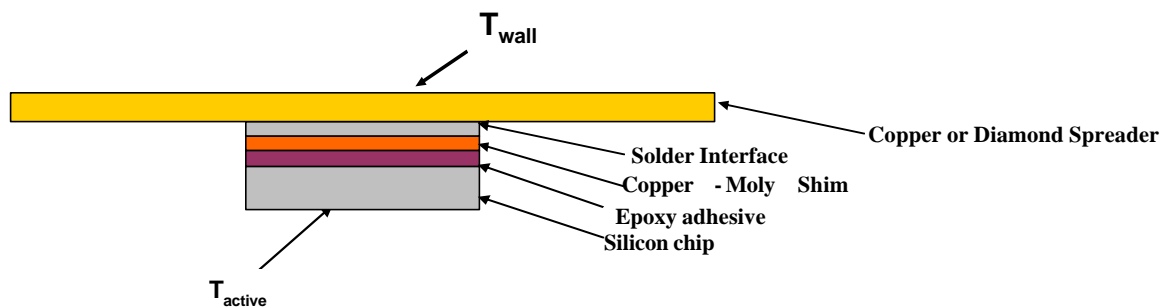 Twall
Copper or Diamond Spreader
Solder Interface
Copper - Moly Shim
Epoxy adhesive
Silicon chip
Tactive